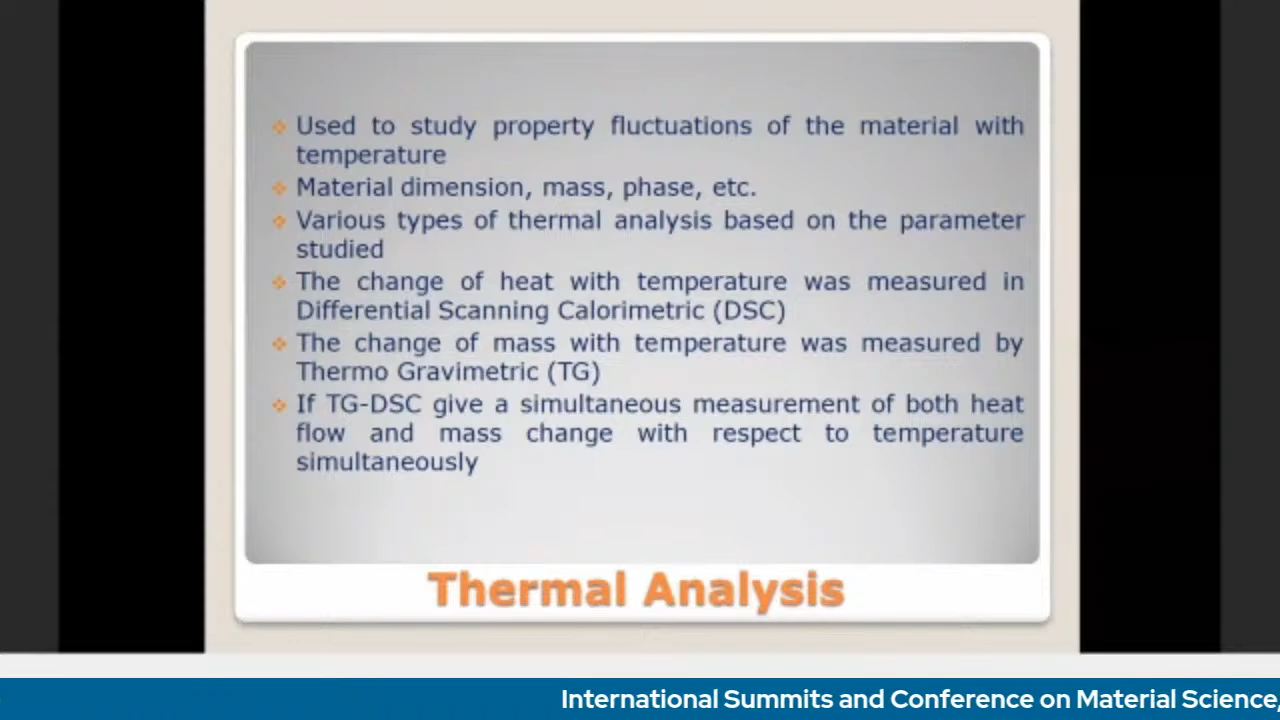 Used to study property fluctuations of the material with
temperature
Material dimension, mass, phase, etc.
Various types of thermal analysis based on the parameter
studied
The change of heat with temperature was measured in
Differential Scanning Calorimetric (DSC)
The change of mass with temperature was measured by
Thermo Gravimetric (TG)
If TG-DSC give a simultaneous measurement of both heat
flow and mass change with respect to temperature
simultaneously
Thermal Analysis
International Summits and Conference on Material Science,